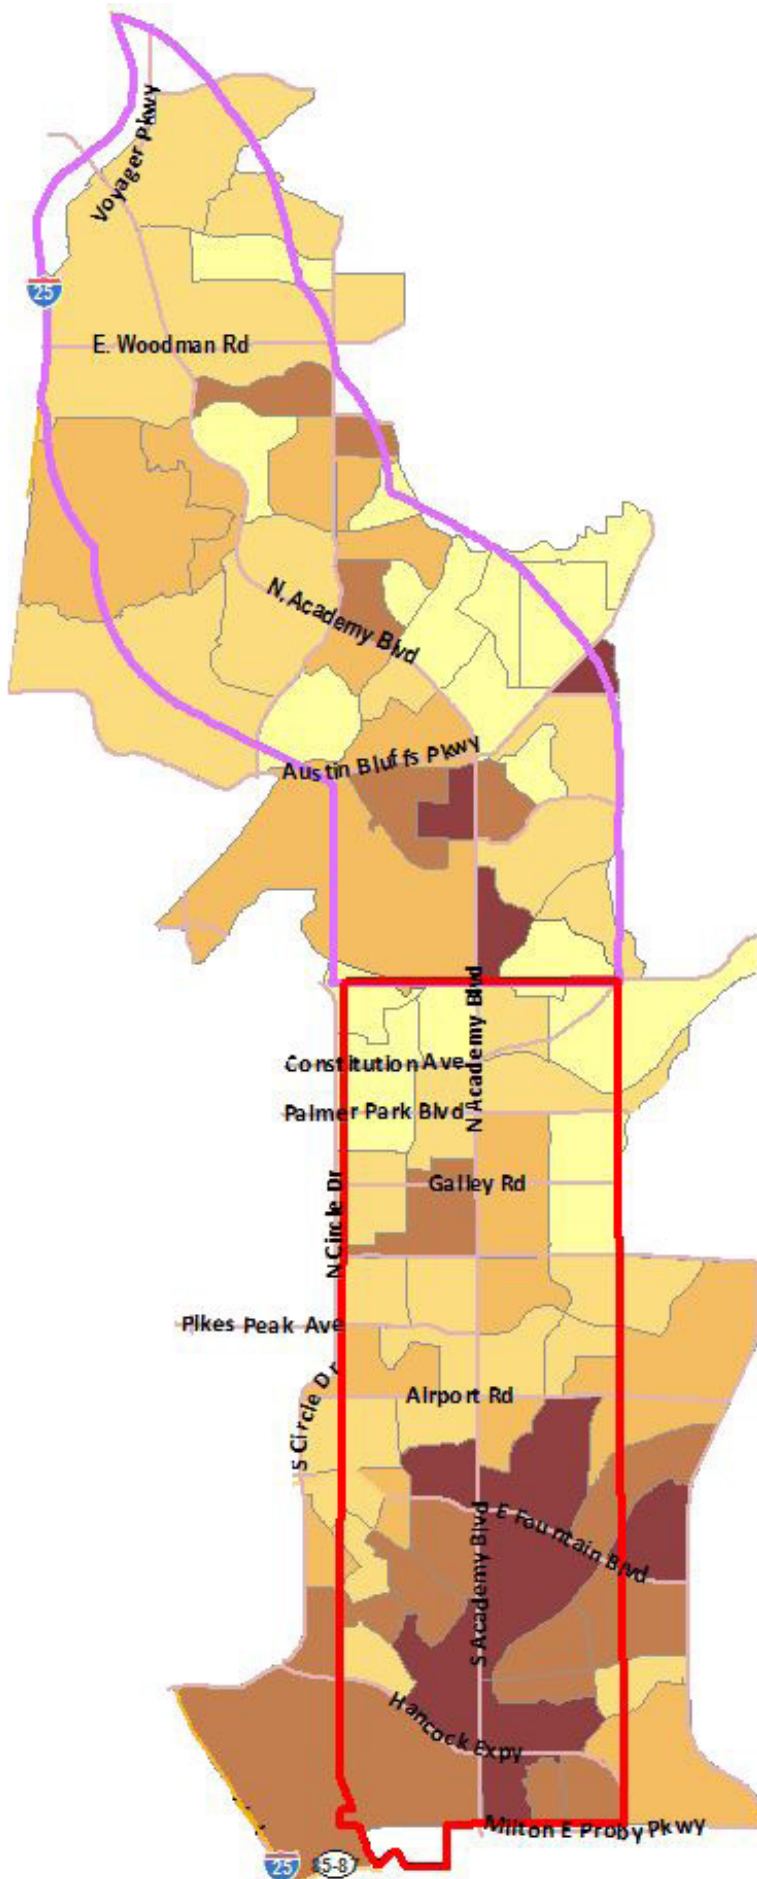 Voyager Pkwy
25
E. Woodman Rd
N. Academy Blvd
Austin Bluffs Pkwy
N Academy Blvd
Constitution Ave
Palmer Park Blvd
Galley Rd
N Circle Dr
Pikes Peak Ave
S Circle Dr
Airport Rd
S Academy Blvd
E Fountain Blvd
Hancock Expy
Milton E Proby Pkwy
25
85-87